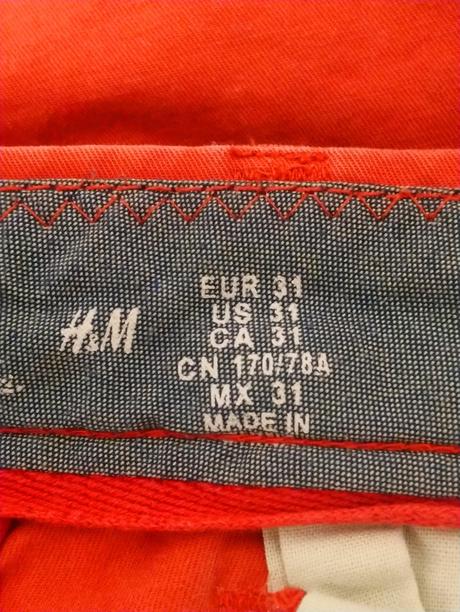 H&M
EUR 31
US 31
CA 31
CN 170/78A
MX 31
MADE IN